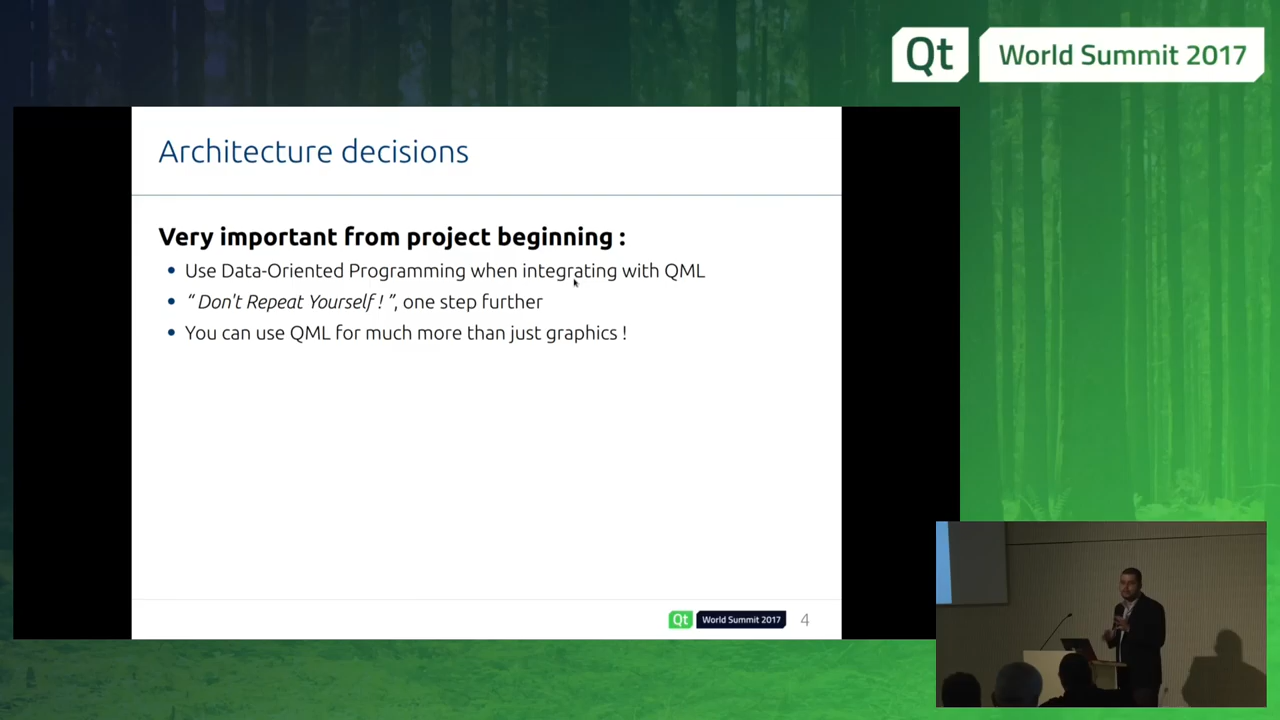 Qt World Summit 2017
Architecture decisions
Very important from project beginning :
• Use Data-Oriented Programming when integrating with QML
• “ Don't Repeat Yourself ! ”, one step further
• You can use QML for much more than just graphics !
Qt World Summit 2017 4